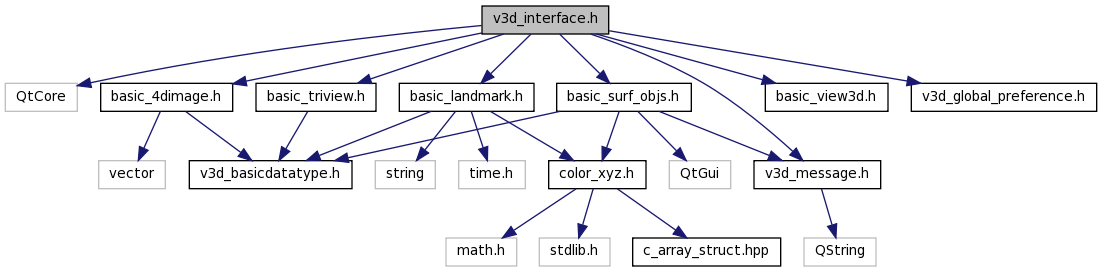 v3d_interface.h
QtCore
basic_4dimage.h
basic_triview.h
basic_landmark.h
basic_surf_objs.h
basic_view3d.h
v3d_global_preference.h
vector
v3d_basicdatatype.h
string
time.h
color_xyz.h
QtGui
v3d_message.h
math.h
stdlib.h
c_array_struct.hpp
QString